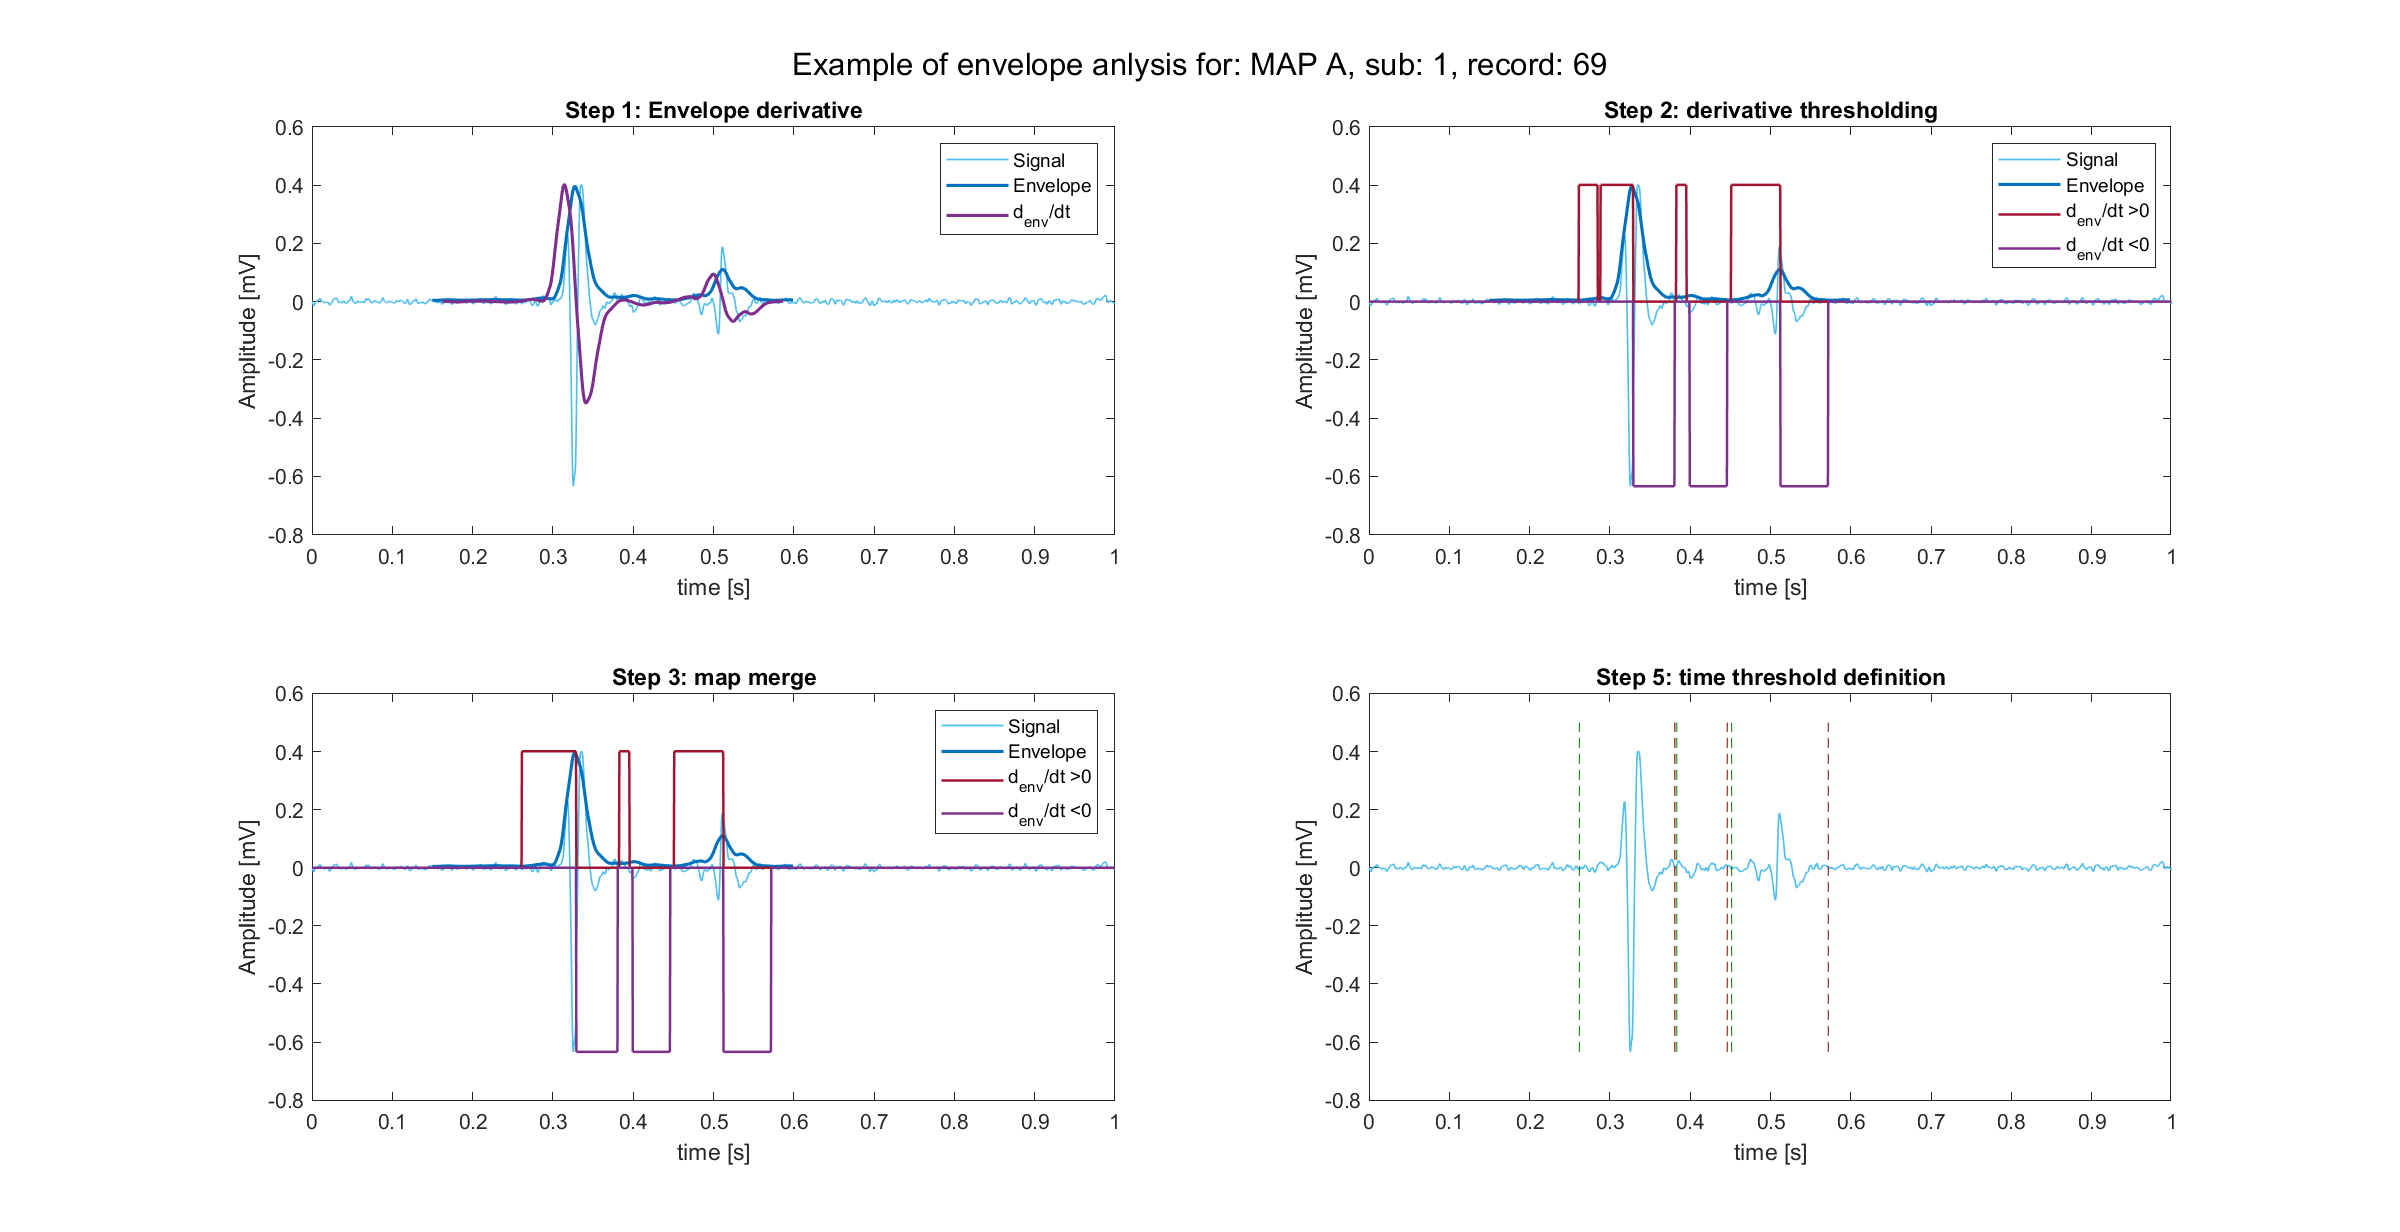 Example of envelope anlysis for: MAP A, sub: 1, record: 69
Step 1: Envelope derivative
0.6
0.4
0.2
0
-0.2
-0.4
-0.6
-0.8
Amplitude [mV]
0 0.1 0.2 0.3 0.4 0.5 0.6 0.7 0.8 0.9 1
time [s]
Signal
Envelope
d_env/dt
Step 2: derivative thresholding
0.6
0.4
0.2
0
-0.2
-0.4
-0.6
-0.8
Amplitude [mV]
0 0.1 0.2 0.3 0.4 0.5 0.6 0.7 0.8 0.9 1
time [s]
Signal
Envelope
d_env/dt >0
d_env/dt <0
Step 3: map merge
0.6
0.4
0.2
0
-0.2
-0.4
-0.6
-0.8
Amplitude [mV]
0 0.1 0.2 0.3 0.4 0.5 0.6 0.7 0.8 0.9 1
time [s]
Signal
Envelope
d_env/dt >0
d_env/dt <0
Step 5: time threshold definition
0.6
0.4
0.2
0
-0.2
-0.4
-0.6
-0.8
Amplitude [mV]
0 0.1 0.2 0.3 0.4 0.5 0.6 0.7 0.8 0.9 1
time [s]